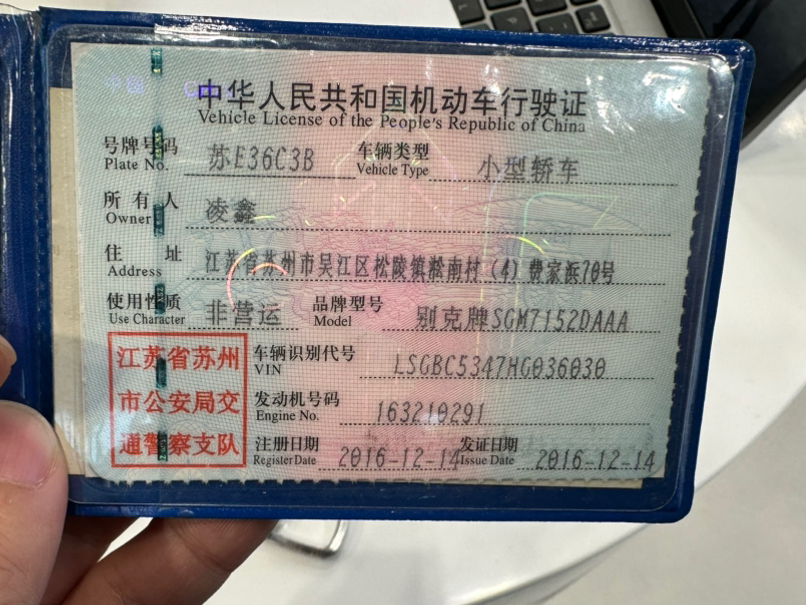 中华人民共和国机动车行驶证
Vehicle License of the People's Republic of China
号牌号码 苏E36C3B 车辆类型 小型轿车
Plate No. Vehicle Type
所有人 凌鑫
Owner
住址 江苏省苏州市吴江区松陵镇菘南村(4)费家浜70号
Address
使用性质 非营运 品牌型号 别克牌SGM7152DAAA
Use Character Model
江苏省苏州
市公安局交
通警察支队
车辆识别代号 LSGBC5347HG036030
VIN
发动机号码 163210291
Engine No.
注册日期 2016-12-14 发证日期 2016-12-14
Register Date Issue Date